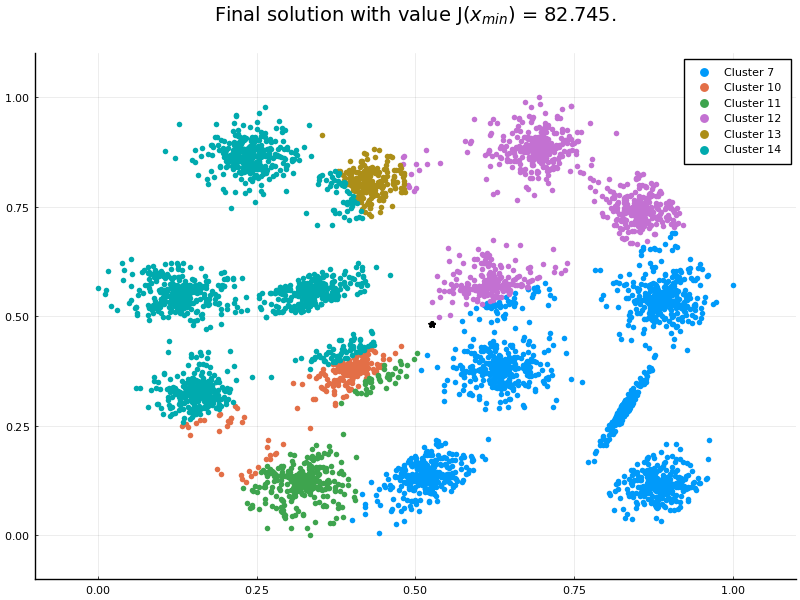 Final solution with value J(x_min) = 82.745.
Cluster 7
Cluster 10
Cluster 11
Cluster 12
Cluster 13
Cluster 14
1.00
0.75
0.50
0.25
0.00
0.00 0.25 0.50 0.75 1.00